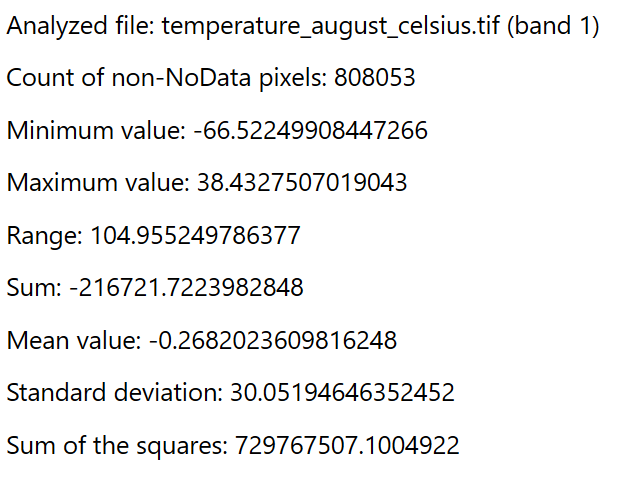 Analyzed file: temperature_august_celsius.tif (band 1)
Count of non-NoData pixels: 808053
Minimum value: -66.52249908447266
Maximum value: 38.4327507019043
Range: 104.955249786377
Sum: -216721.7223982848
Mean value: -0.2682023609816248
Standard deviation: 30.05194646352452
Sum of the squares: 729767507.1004922